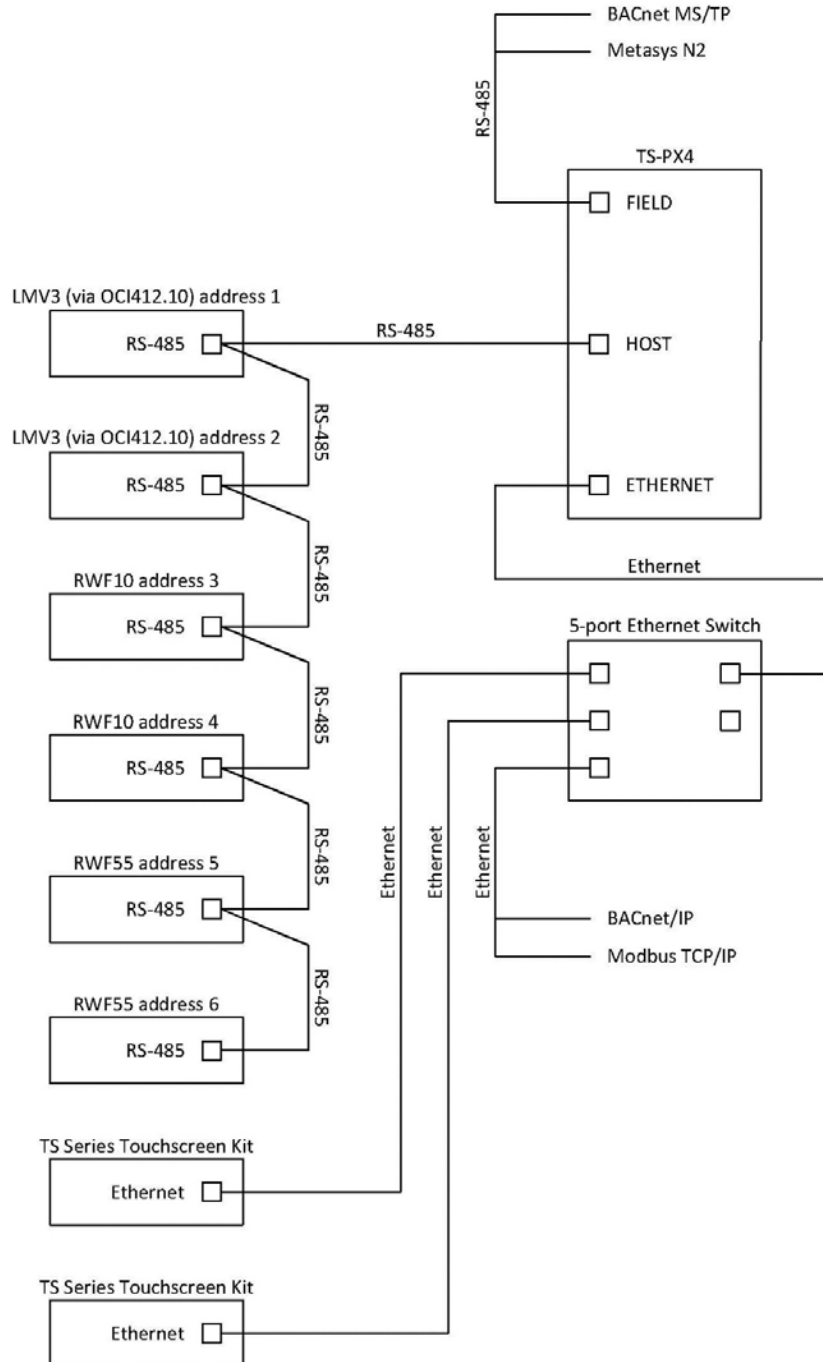 BACnet MS/TP
Metasys N2
RS-485
TS-PX4
FIELD
LMV3 (via OCI412.10) address 1
RS-485
RS-485
HOST
RS-485
LMV3 (via OCI412.10) address 2
RS-485
ETHERNET
RS-485
Ethernet
RWF10 address 3
RS-485
5-port Ethernet Switch
RS-485
RWF10 address 4
RS-485
RS-485
Ethernet
Ethernet
Ethernet
RWF55 address 5
RS-485
BACnet/IP
Modbus TCP/IP
RS-485
RWF55 address 6
RS-485
TS Series Touchscreen Kit
Ethernet
TS Series Touchscreen Kit
Ethernet